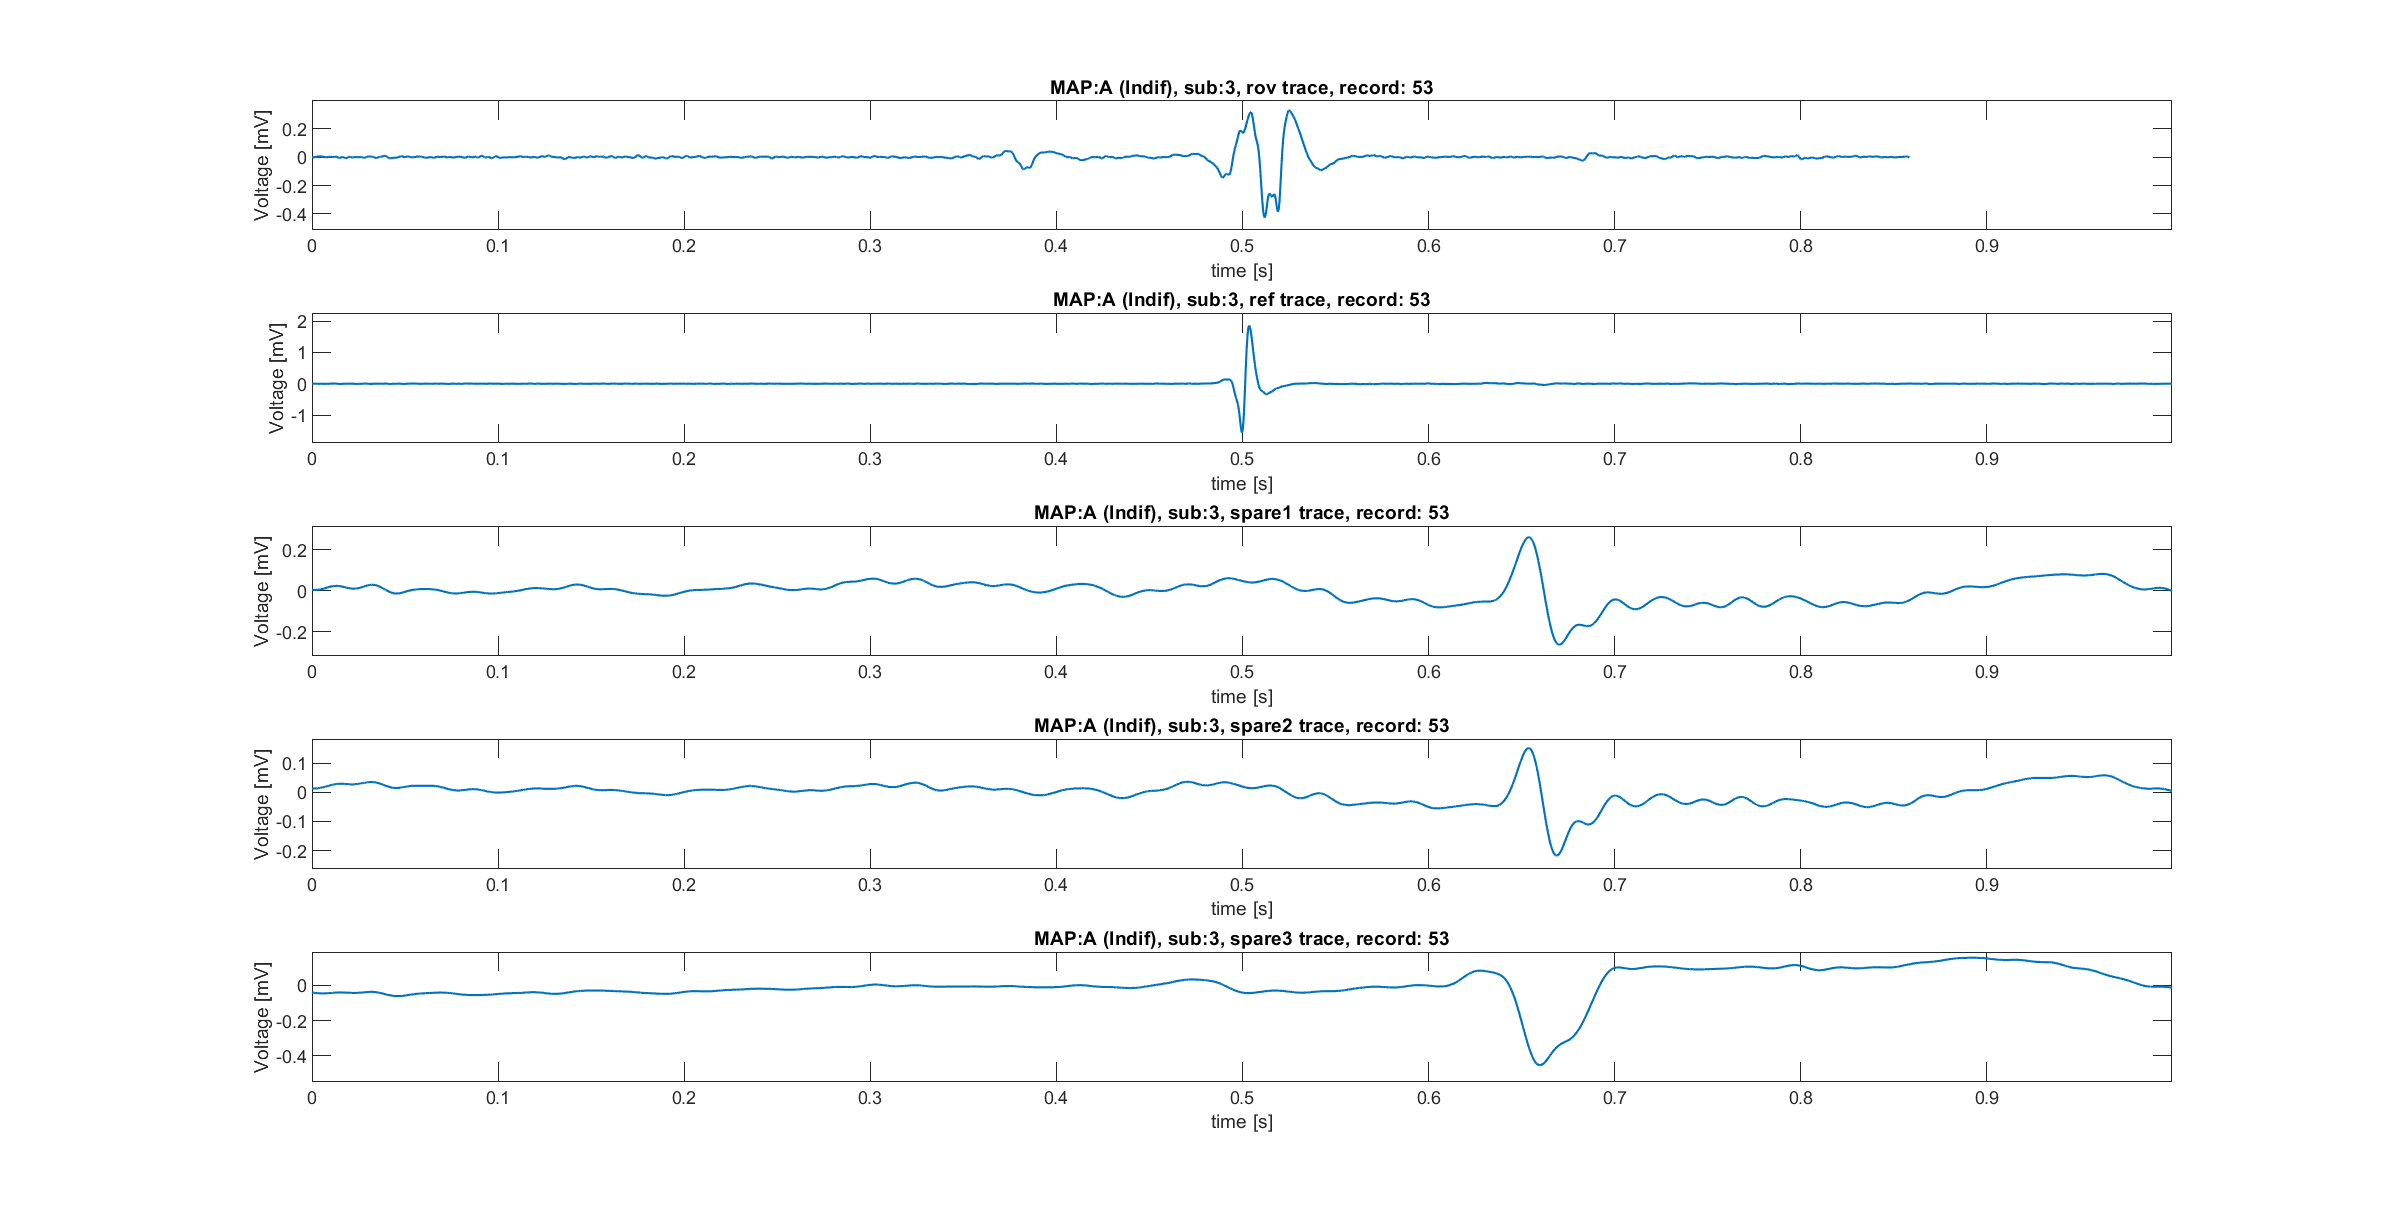 MAP:A (Indif), sub:3, rov trace, record: 53
Voltage [mV]
0.2
0
-0.2
-0.4
0 0.1 0.2 0.3 0.4 0.5 0.6 0.7 0.8 0.9
time [s]
MAP:A (Indif), sub:3, ref trace, record: 53
Voltage [mV]
2
1
0
-1
0 0.1 0.2 0.3 0.4 0.5 0.6 0.7 0.8 0.9
time [s]
MAP:A (Indif), sub:3, spare1 trace, record: 53
Voltage [mV]
0.2
0
-0.2
0 0.1 0.2 0.3 0.4 0.5 0.6 0.7 0.8 0.9
time [s]
MAP:A (Indif), sub:3, spare2 trace, record: 53
Voltage [mV]
0.1
0
-0.1
-0.2
0 0.1 0.2 0.3 0.4 0.5 0.6 0.7 0.8 0.9
time [s]
MAP:A (Indif), sub:3, spare3 trace, record: 53
Voltage [mV]
0
-0.2
-0.4
0 0.1 0.2 0.3 0.4 0.5 0.6 0.7 0.8 0.9
time [s]